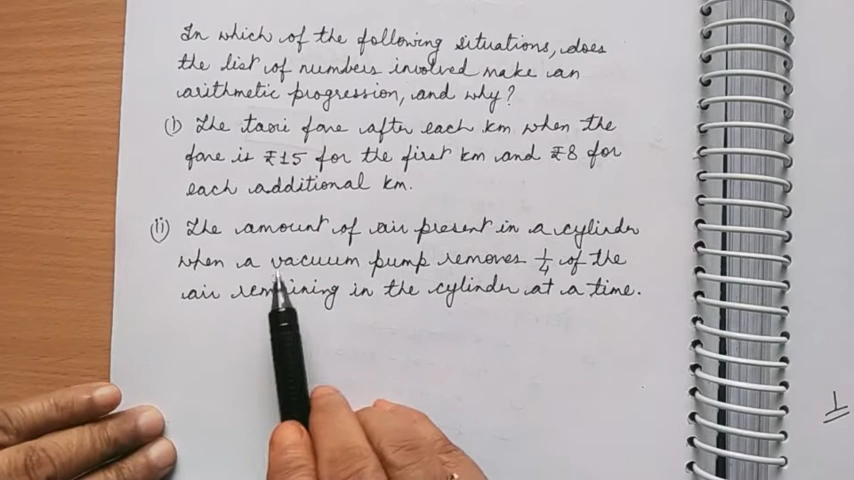 In which of the following situations, does
the list of numbers involved make an
arithmetic progression, and why?
(i) The taxi fare after each km when the
fare is ₹15 for the first km and ₹8 for
each additional km.
(ii) The amount of air present in a cylinder
when a vacuum pump removes 1/4 of the
air remaining in the cylinder at a time.